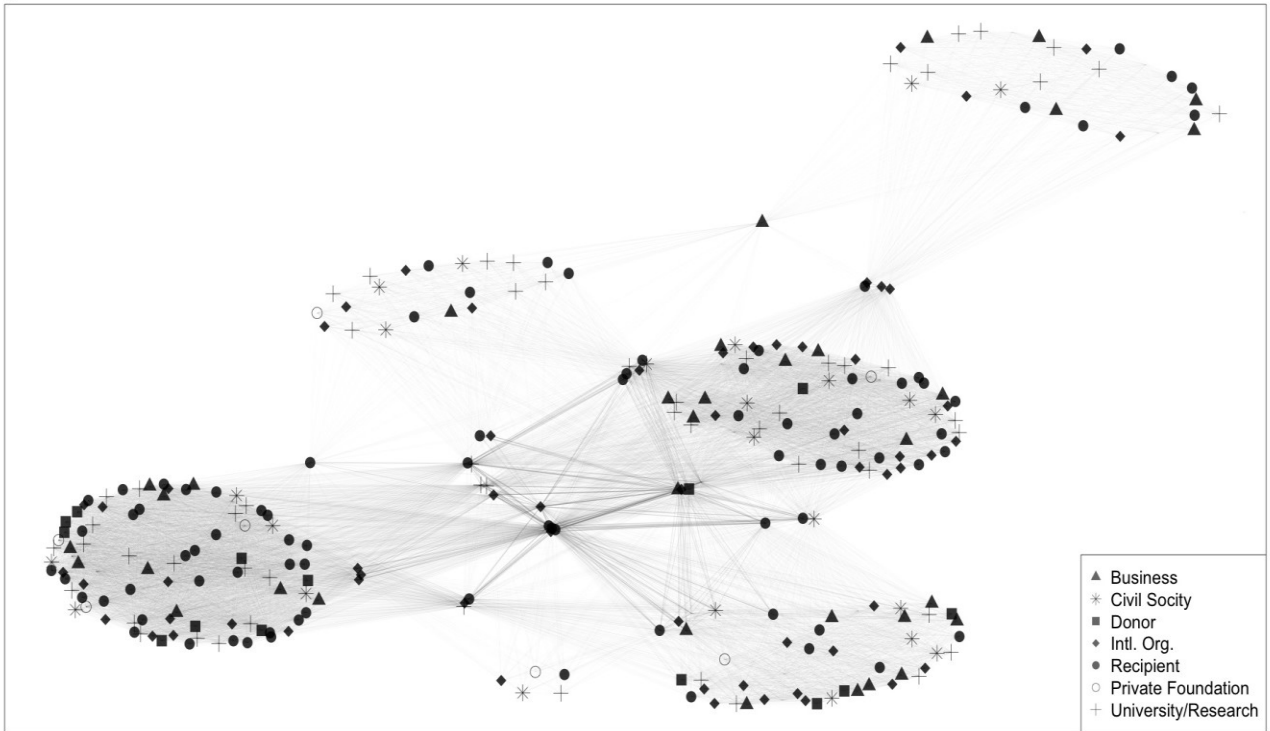 Business
Civil Socity
Donor
Intl. Org.
Recipient
Private Foundation
University/Research